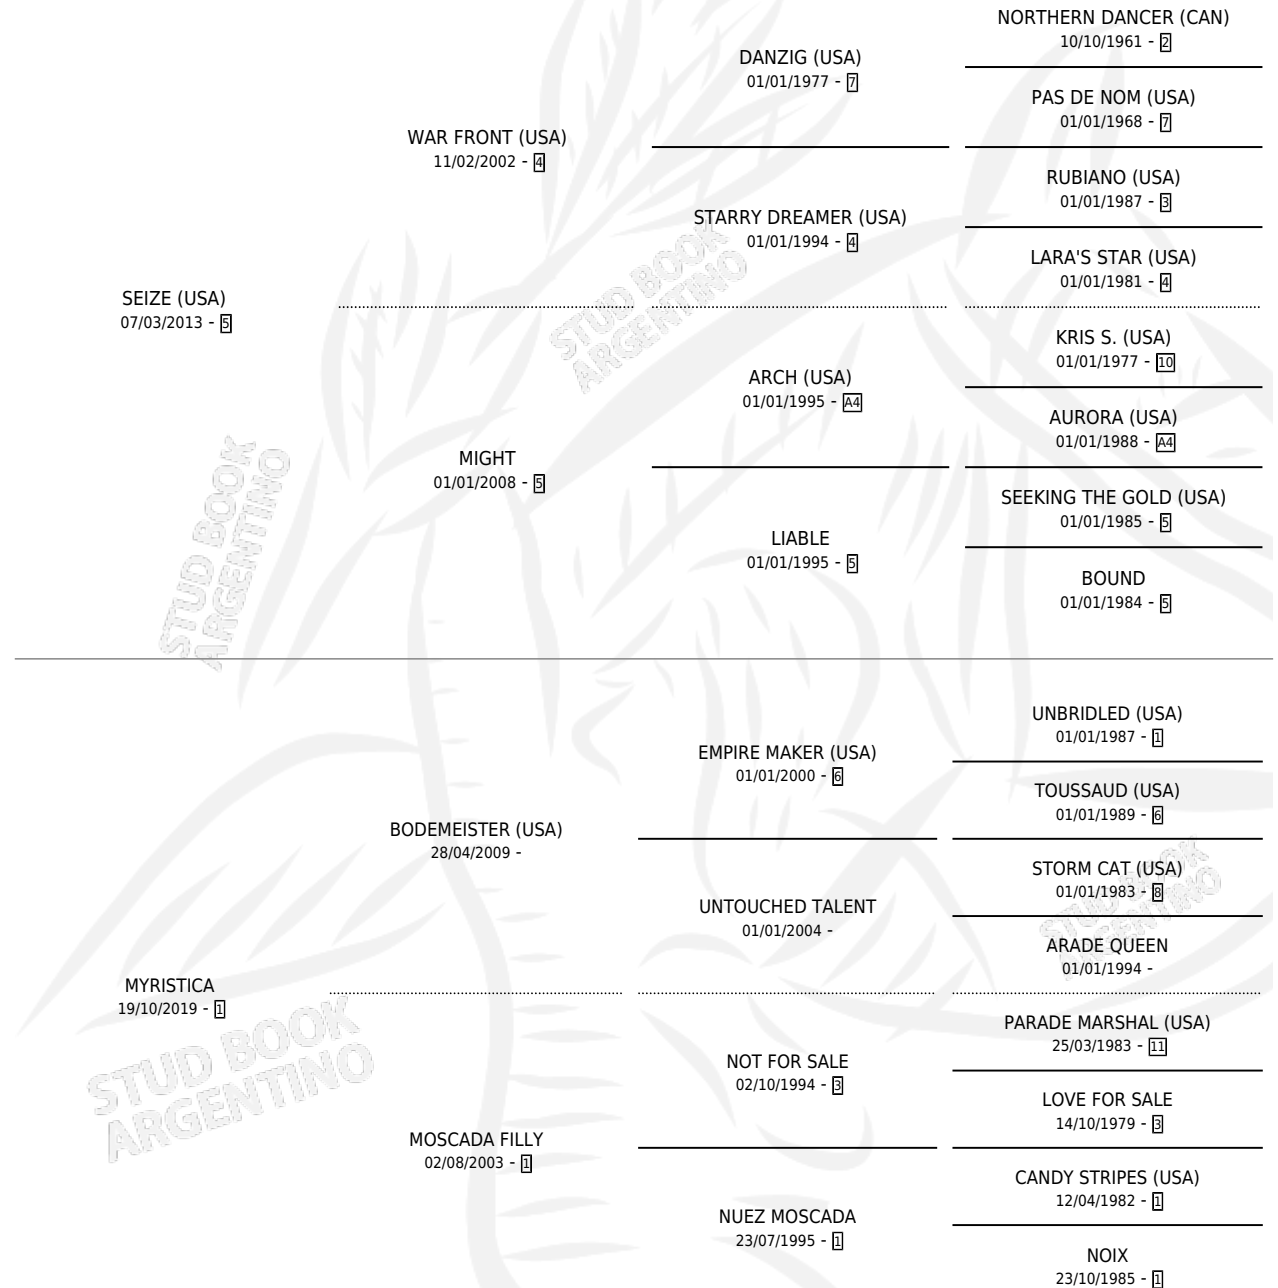 NORTHERN DANCER (CAN)
10/10/1961 - 2
DANZIG (USA)
01/01/1977 - 7
PAS DE NOM (USA)
01/01/1968 - 7
WAR FRONT (USA)
11/02/2002 - 4
RUBIANO (USA)
01/01/1987 - 3
STARRY DREAMER (USA)
01/01/1994 - 4
LARA'S STAR (USA)
01/01/1981 - 4
SEIZE (USA)
07/03/2013 - 5
STUD BOOK
ARGENTINO
KRIS S. (USA)
01/01/1977 - 10
ARCH (USA)
01/01/1995 - A4
AURORA (USA)
01/01/1988 - A4
MIGHT
01/01/2008 - 5
SEEKING THE GOLD (USA)
01/01/1985 - 5
LIABLE
01/01/1995 - 5
BOUND
01/01/1984 - 5
STUD BOOK
ARGENTINO
UNBRIDLED (USA)
01/01/1987 - 1
EMPIRE MAKER (USA)
01/01/2000 - 6
TOUSSAUD (USA)
01/01/1989 - 6
BODEMEISTER (USA)
28/04/2009 -
STORM CAT (USA)
01/01/1983 - 8
UNTOUCHED TALENT
01/01/2004 -
STUD BOOK
ARGENTINO
ARADE QUEEN
01/01/1994 -
MYRISTICA
19/10/2019 - 1
PARADE MARSHAL (USA)
25/03/1983 - 11
NOT FOR SALE
02/10/1994 - 3
LOVE FOR SALE
14/10/1979 - 3
STUD BOOK
ARGENTINO
MOSCADA FILLY
02/08/2003 - 1
CANDY STRIPES (USA)
12/04/1982 - 1
NUEZ MOSCADA
23/07/1995 - 1
NOIX
23/10/1985 - 1